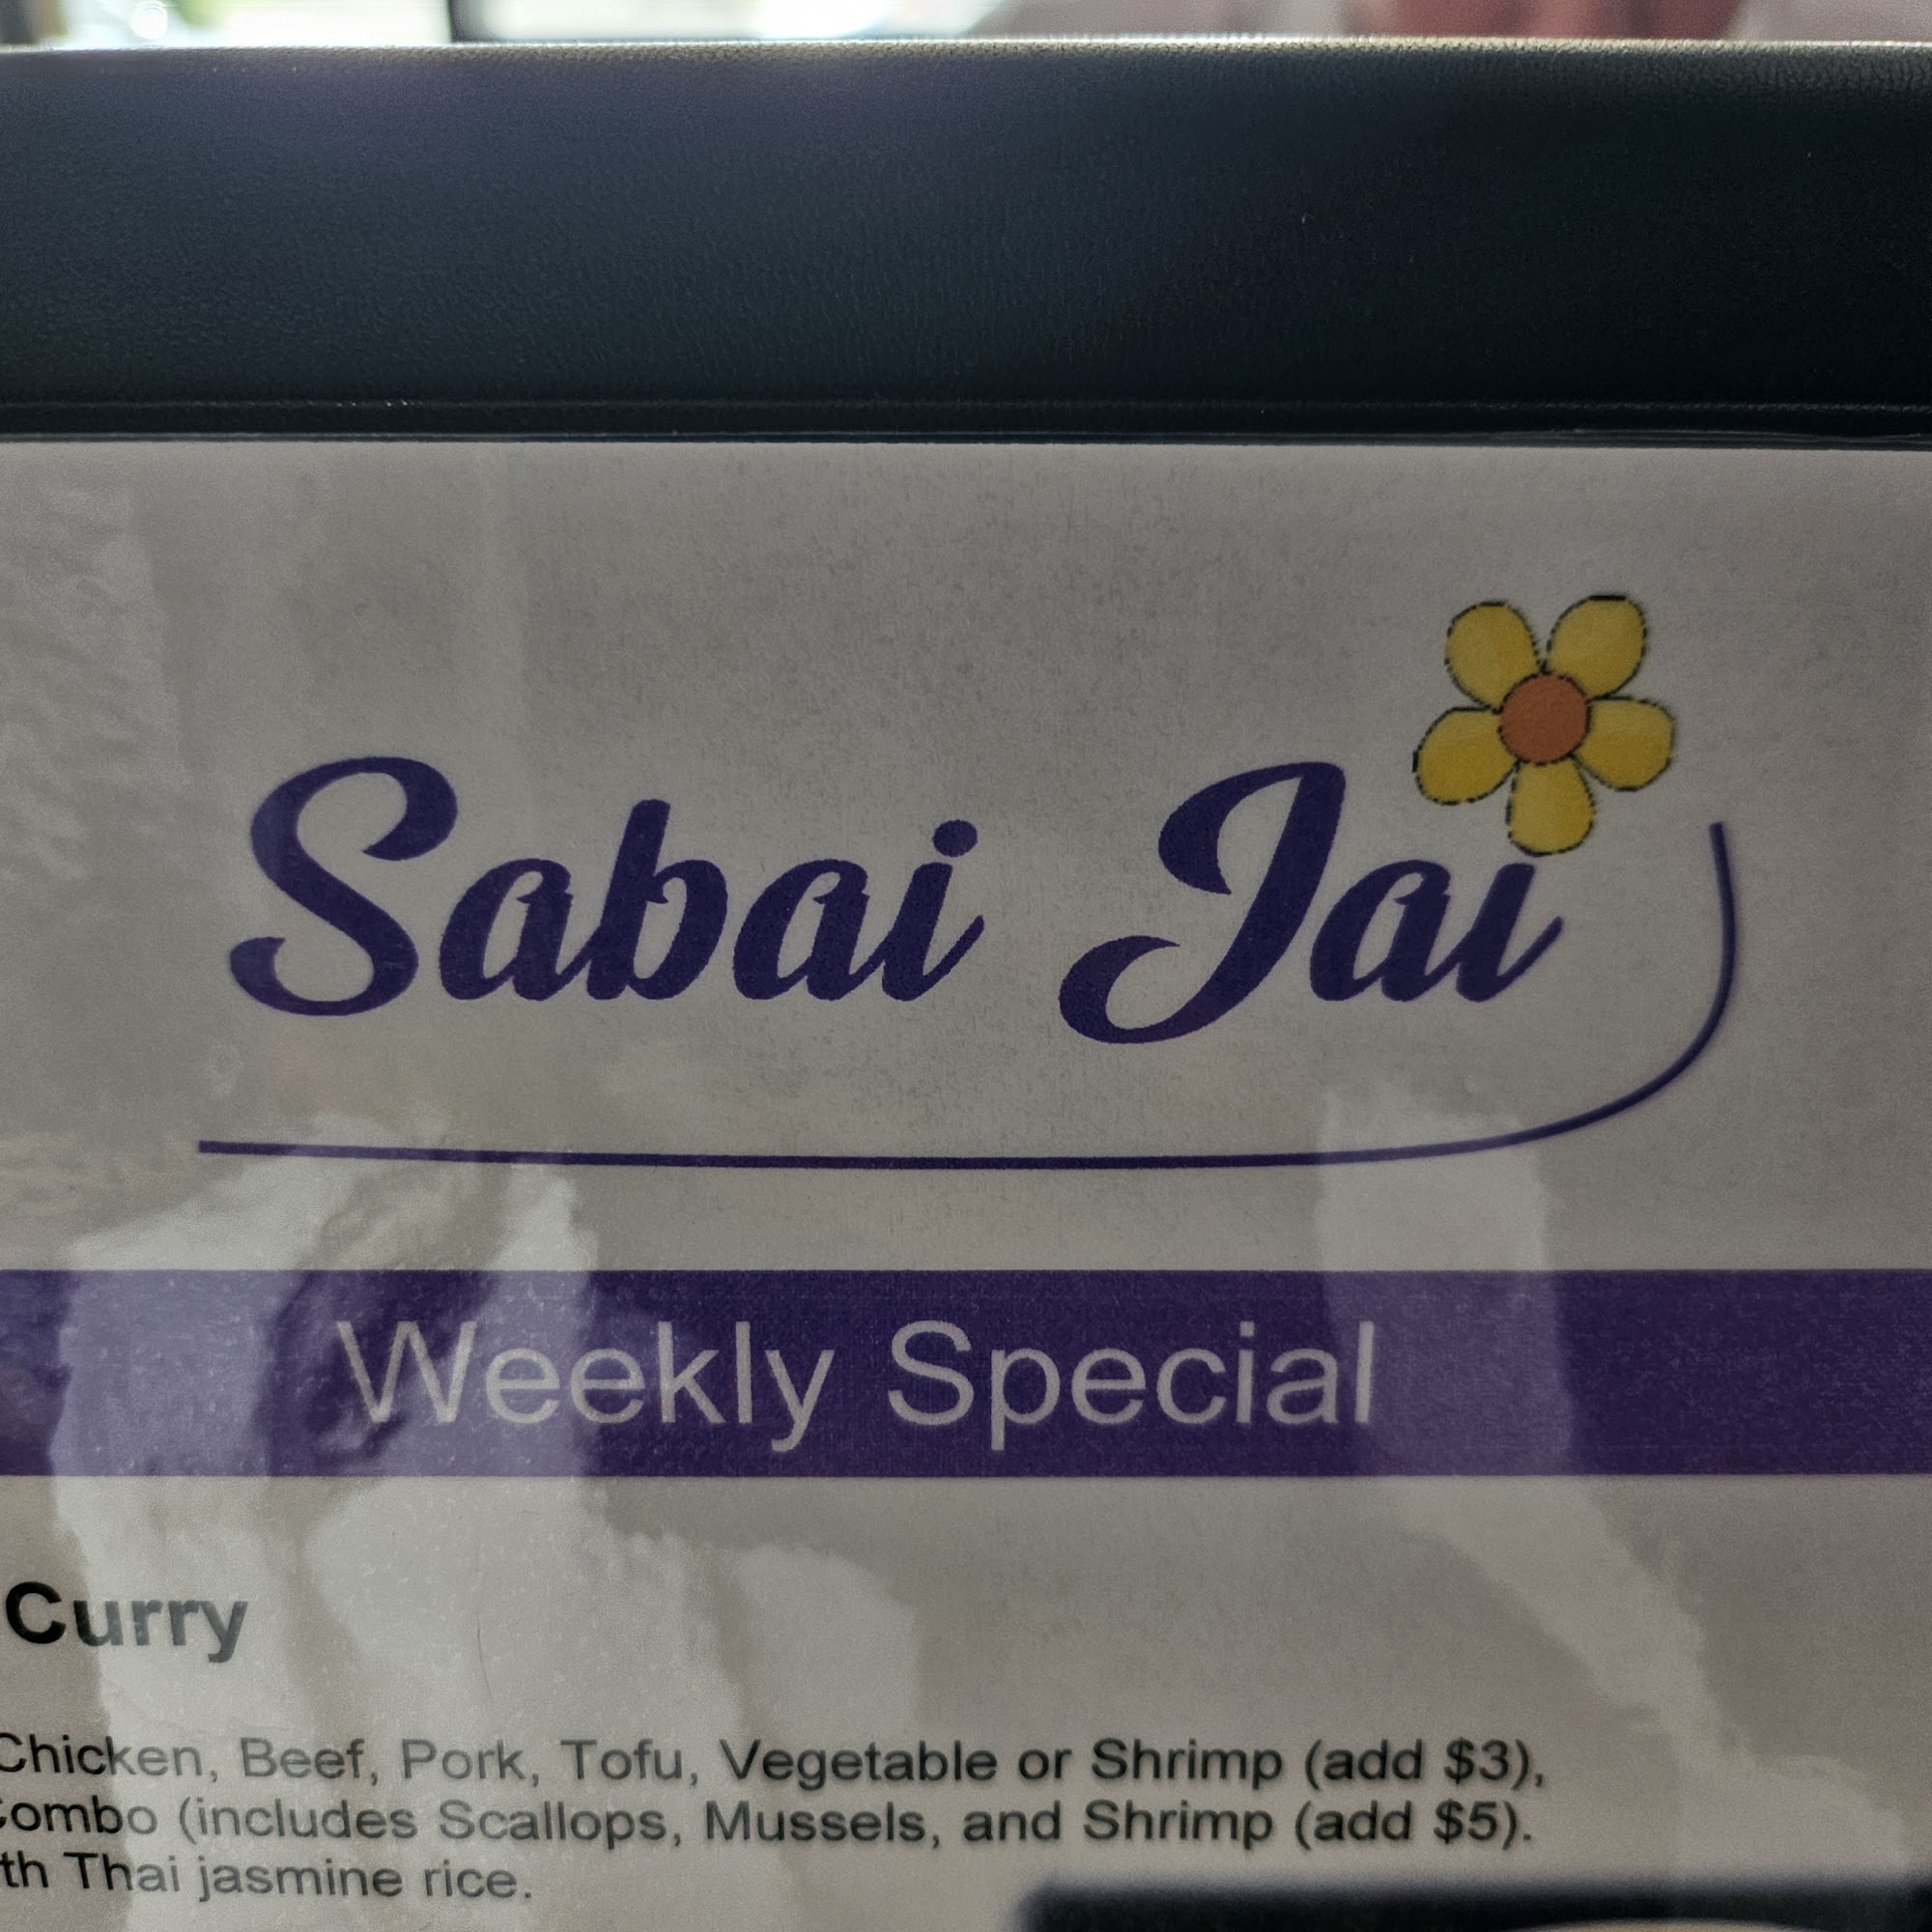 Sabai Jai
Weekly Special
Curry
Chicken, Beef, Pork, Tofu, Vegetable or Shrimp (add $3),
Combo (includes Scallops, Mussels, and Shrimp (add $5).
th Thai jasmine rice.